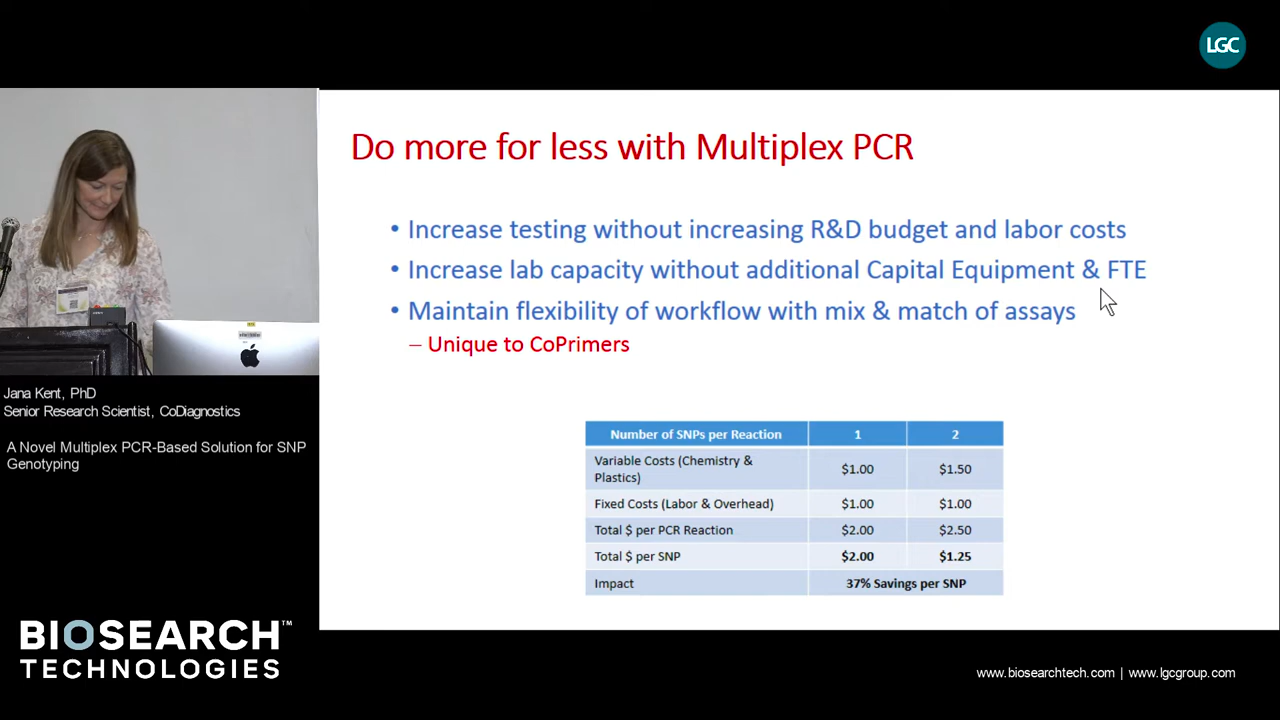 LGC
Do more for less with Multiplex PCR
• Increase testing without increasing R&D budget and labor costs
• Increase lab capacity without additional Capital Equipment & FTE
• Maintain flexibility of workflow with mix & match of assays
– Unique to CoPrimers
Number of SNPs per Reaction 1 2
Variable Costs (Chemistry &
Plastics) $1.00 $1.50
Fixed Costs (Labor & Overhead) $1.00 $1.00
Total $ per PCR Reaction $2.00 $2.50
Total $ per SNP $2.00 $1.25
Impact 37% Savings per SNP
Jana Kent, PhD
Senior Research Scientist, CoDiagnostics
A Novel Multiplex PCR-Based Solution for SNP
Genotyping
BIOSEARCH™
TECHNOLOGIES
www.biosearchtech.com | www.lgcgroup.com